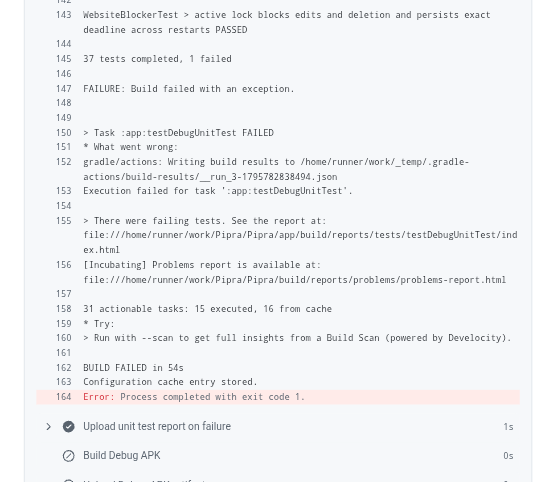 142
143 WebsiteBlockerTest > active lock blocks edits and deletion and persists exact
deadline across restarts PASSED
144
145 37 tests completed, 1 failed
146
147 FAILURE: Build failed with an exception.
148
149
150 > Task :app:testDebugUnitTest FAILED
151 * What went wrong:
152 gradle/actions: Writing build results to /home/runner/work/_temp/.gradle-
actions/build-results/__run_3-1795782838494.json
153 Execution failed for task ':app:testDebugUnitTest'.
154
155 > There were failing tests. See the report at:
file:///home/runner/work/Pipra/Pipra/app/build/reports/tests/testDebugUnitTest/ind
ex.html
156 [Incubating] Problems report is available at:
file:///home/runner/work/Pipra/Pipra/build/reports/problems/problems-report.html
157
158 31 actionable tasks: 15 executed, 16 from cache
159 * Try:
160 > Run with --scan to get full insights from a Build Scan (powered by Develocity).
161
162 BUILD FAILED in 54s
163 Configuration cache entry stored.
164 Error: Process completed with exit code 1.
Upload unit test report on failure 1s
Build Debug APK 0s